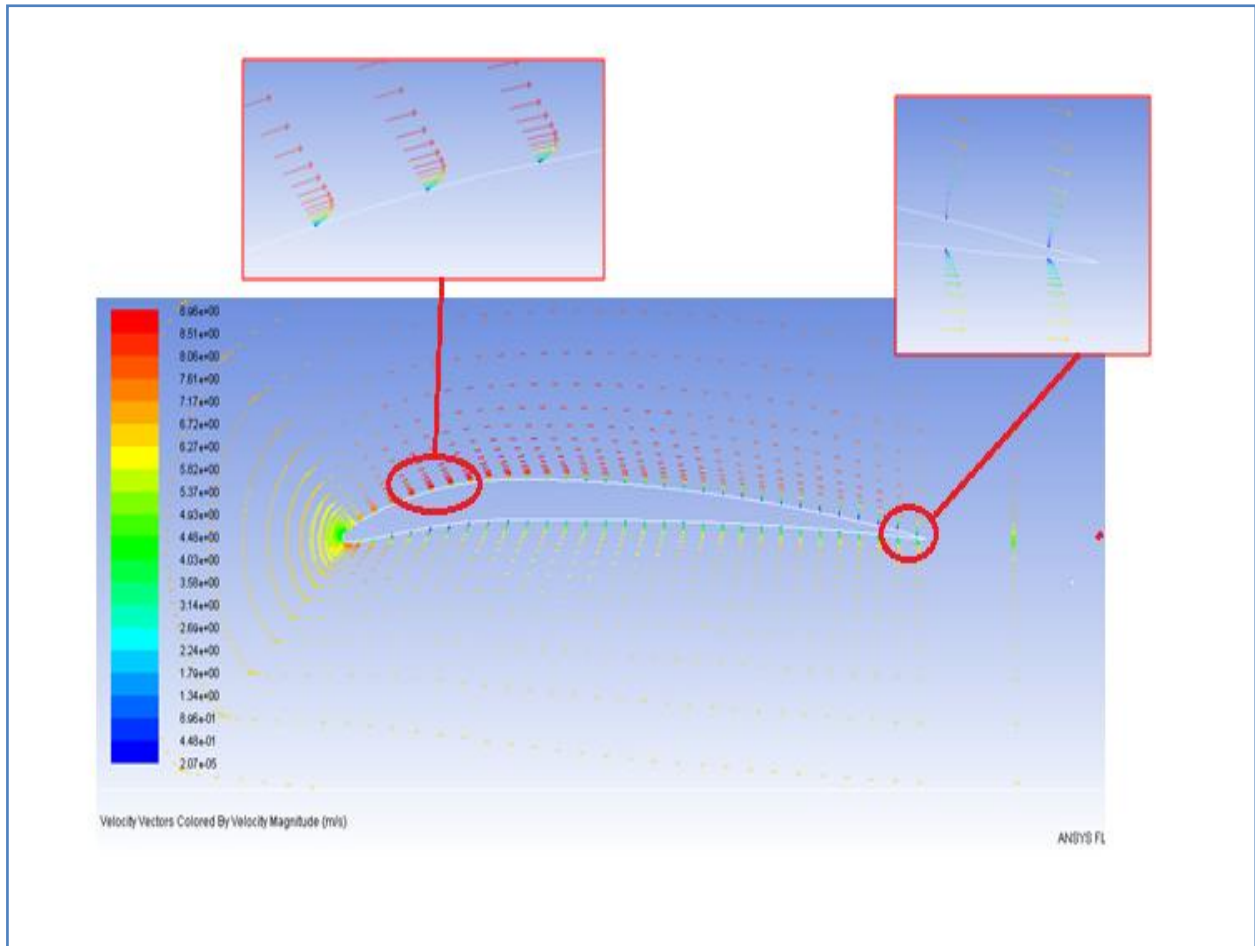 8.96e+00
8.51e+00
8.06e+00
7.61e+00
7.17e+00
6.72e+00
6.27e+00
5.82e+00
5.37e+00
4.93e+00
4.48e+00
4.03e+00
3.58e+00
3.14e+00
2.69e+00
2.24e+00
1.79e+00
1.34e+00
8.96e-01
4.48e-01
2.07e-05
Velocity Vectors Colored By Velocity Magnitude (m/s)
ANSYS FL